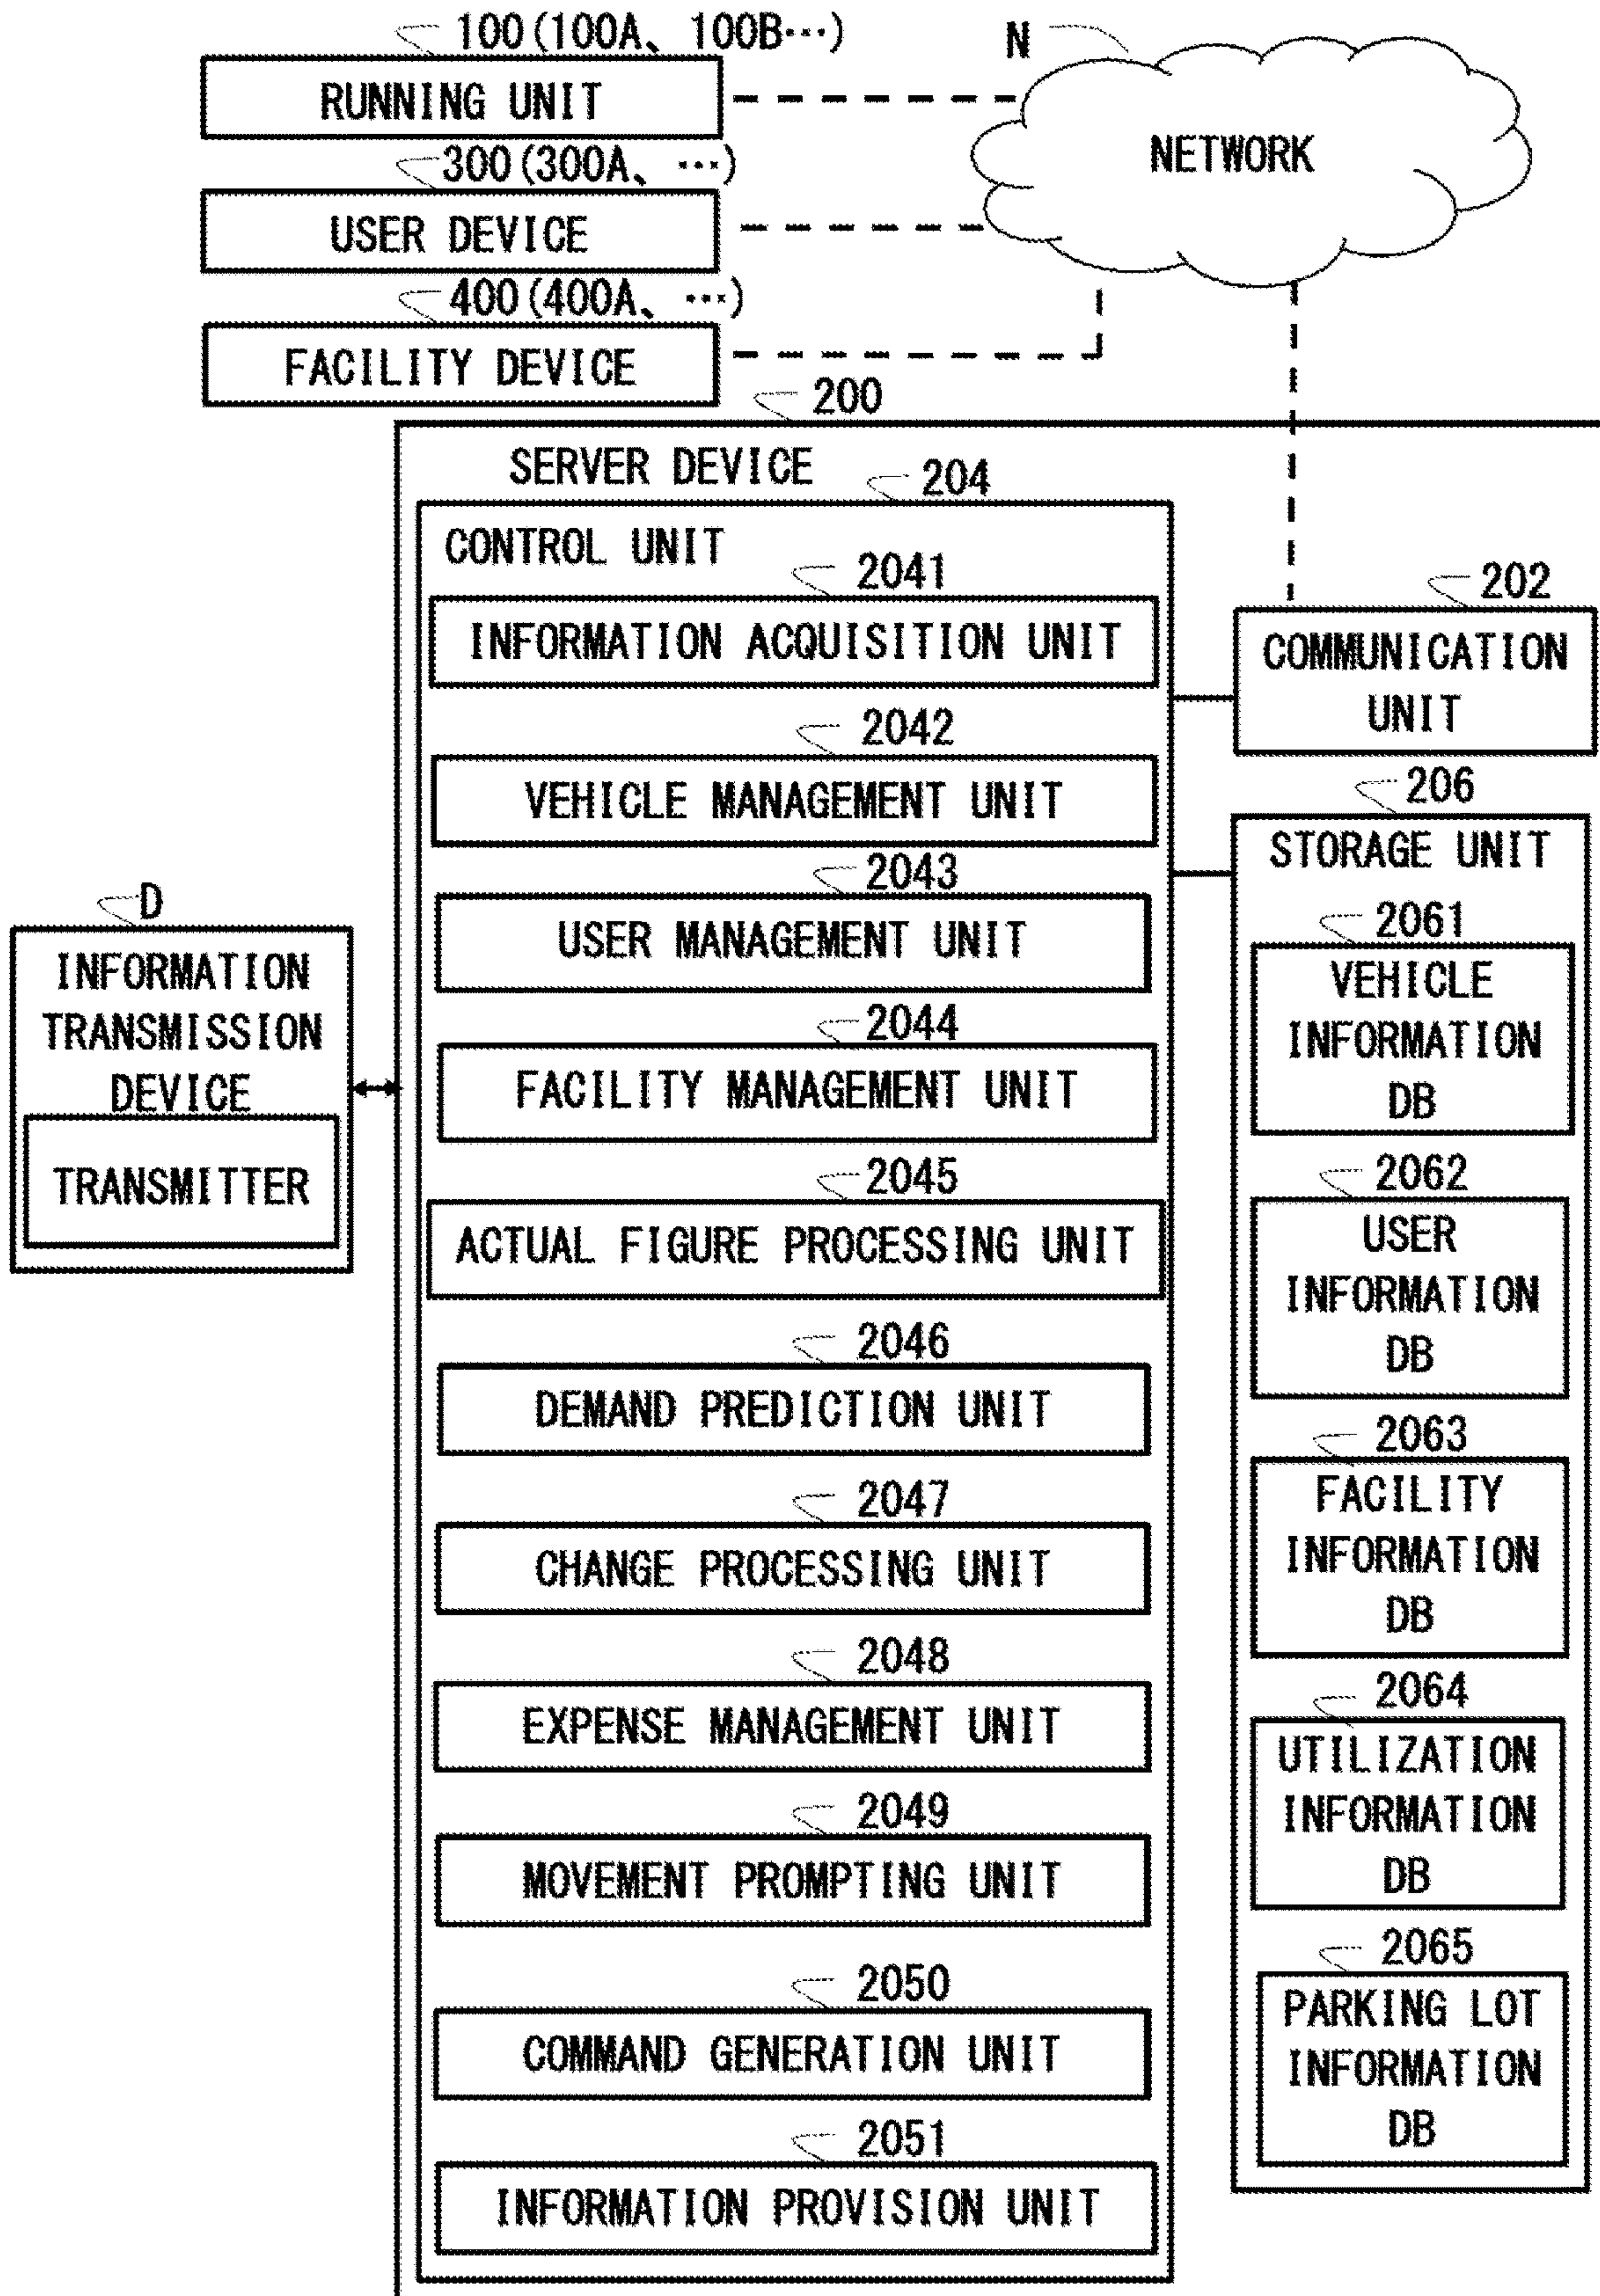 100(100A、100B…)
N
RUNNING UNIT
NETWORK
300(300A、…)
USER DEVICE
400(400A、…)
FACILITY DEVICE
200
SERVER DEVICE
204
CONTROL UNIT
2041
INFORMATION ACQUISITION UNIT
202
COMMUNICATION
UNIT
2042
VEHICLE MANAGEMENT UNIT
2043
USER MANAGEMENT UNIT
2044
FACILITY MANAGEMENT UNIT
2045
ACTUAL FIGURE PROCESSING UNIT
2046
DEMAND PREDICTION UNIT
2047
CHANGE PROCESSING UNIT
2048
EXPENSE MANAGEMENT UNIT
2049
MOVEMENT PROMPTING UNIT
2050
COMMAND GENERATION UNIT
2051
INFORMATION PROVISION UNIT
206
STORAGE UNIT
2061
VEHICLE
INFORMATION
DB
2062
USER
INFORMATION
DB
2063
FACILITY
INFORMATION
DB
2064
UTILIZATION
INFORMATION
DB
2065
PARKING LOT
INFORMATION
DB
D
INFORMATION
TRANSMISSION
DEVICE
TRANSMITTER